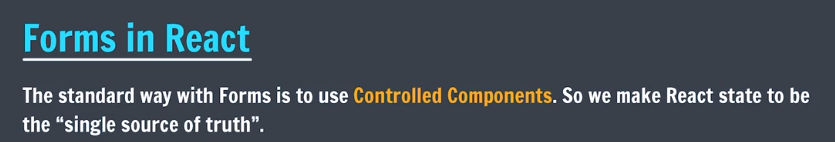 Forms in React
The standard way with Forms is to use Controlled Components. So we make React state to be
the “single source of truth”.